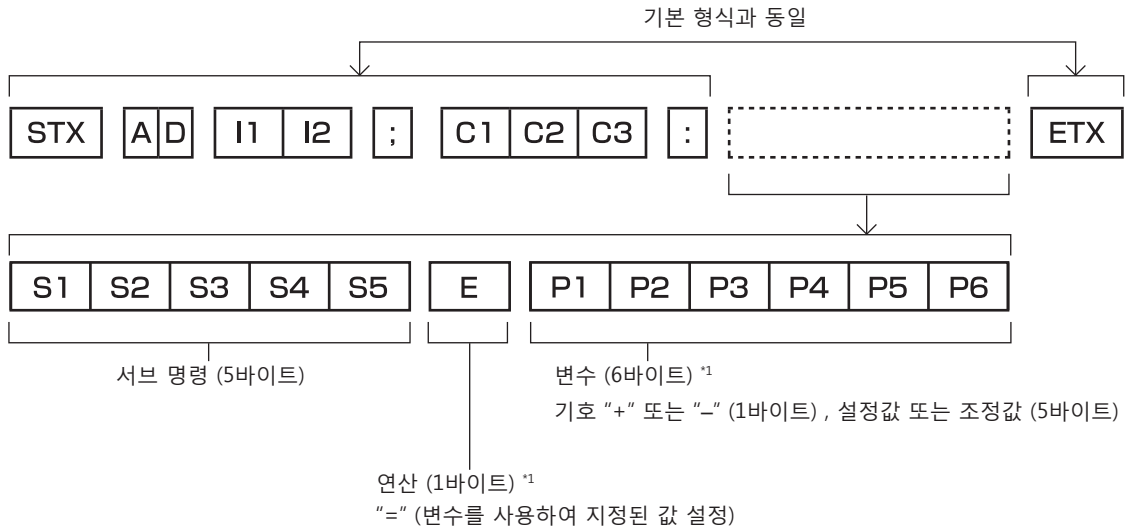 기본 형식과 동일
STX A D I1 I2 ; C1 C2 C3 : ETX
S1 S2 S3 S4 S5 E P1 P2 P3 P4 P5 P6
서브 명령 (5바이트)
변수 (6바이트) *1
기호 "+" 또는 "–" (1바이트) , 설정값 또는 조정값 (5바이트)
연산 (1바이트) *1
"=" (변수를 사용하여 지정된 값 설정)